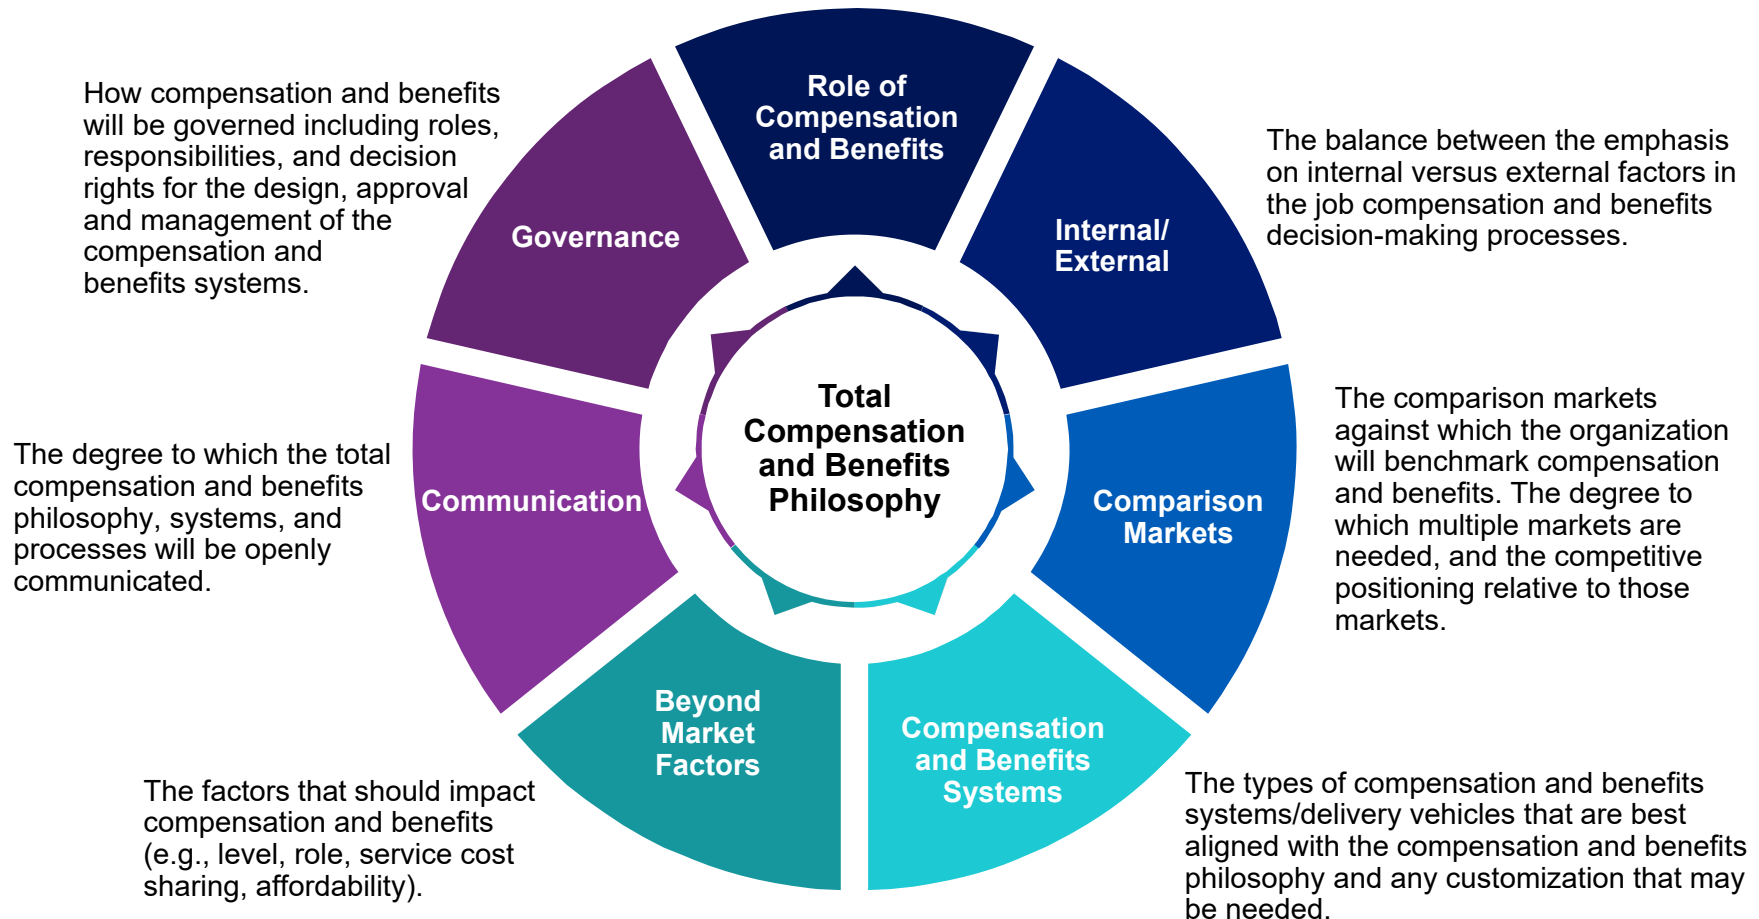 Role of
Compensation
and Benefits
Internal/
External
The balance between the emphasis
on internal versus external factors in
the job compensation and benefits
decision-making processes.
Comparison
Markets
The comparison markets
against which the organization
will benchmark compensation
and benefits. The degree to
which multiple markets are
needed, and the competitive
positioning relative to those
markets.
Compensation
and Benefits
Systems
The types of compensation and benefits
systems/delivery vehicles that are best
aligned with the compensation and benefits
philosophy and any customization that may
be needed.
Beyond
Market
Factors
The factors that should impact
compensation and benefits
(e.g., level, role, service cost
sharing, affordability).
Communication
The degree to which the total
compensation and benefits
philosophy, systems, and
processes will be openly
communicated.
Governance
How compensation and benefits
will be governed including roles,
responsibilities, and decision
rights for the design, approval
and management of the
compensation and
benefits systems.
Total
Compensation
and Benefits
Philosophy